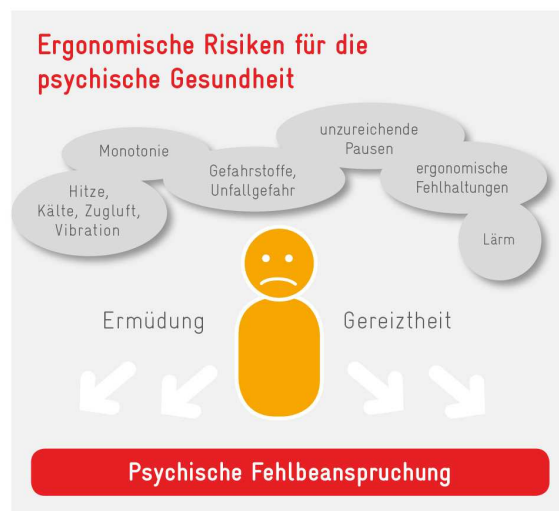 Ergonomische Risiken für die
psychische Gesundheit
Monotonie
Hitze,
Kälte, Zugluft,
Vibration
Gefahrstoffe,
Unfallgefahr
unzureichende
Pausen
ergonomische
Fehlhaltungen
Lärm
Ermüdung
Gereiztheit
Psychische Fehlbeanspruchung